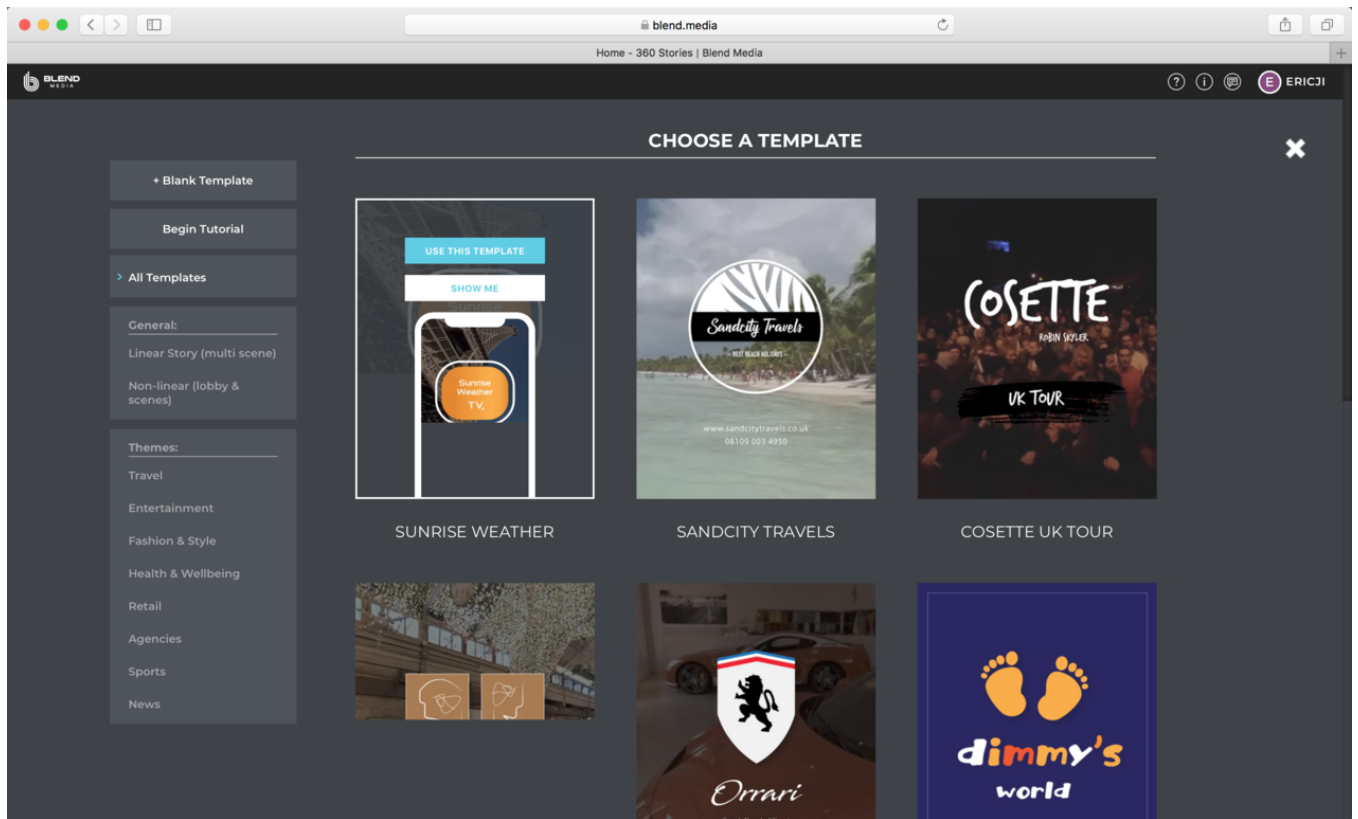 blend.media
Home - 360 Stories | Blend Media
BLEND
MEDIA
? i
E ERICJI
CHOOSE A TEMPLATE
+ Blank Template
Begin Tutorial
> All Templates
General:
Linear Story (multi scene)
Non-linear (lobby &
scenes)
Themes:
Travel
Entertainment
Fashion & Style
Health & Wellbeing
Retail
Agencies
Sports
News
USE THIS TEMPLATE
SHOW ME
Sunrise
Sunrise
Weather
TV
SUNRISE WEATHER
Sandcity Travels
- BEST BEACH HOLIDAYS -
www.sandcitytravels.co.uk
08109 003 4950
SANDCITY TRAVELS
COSETTE
ROBIN SKYLER
UK TOUR
COSETTE UK TOUR
Orrari
dimmy's
world